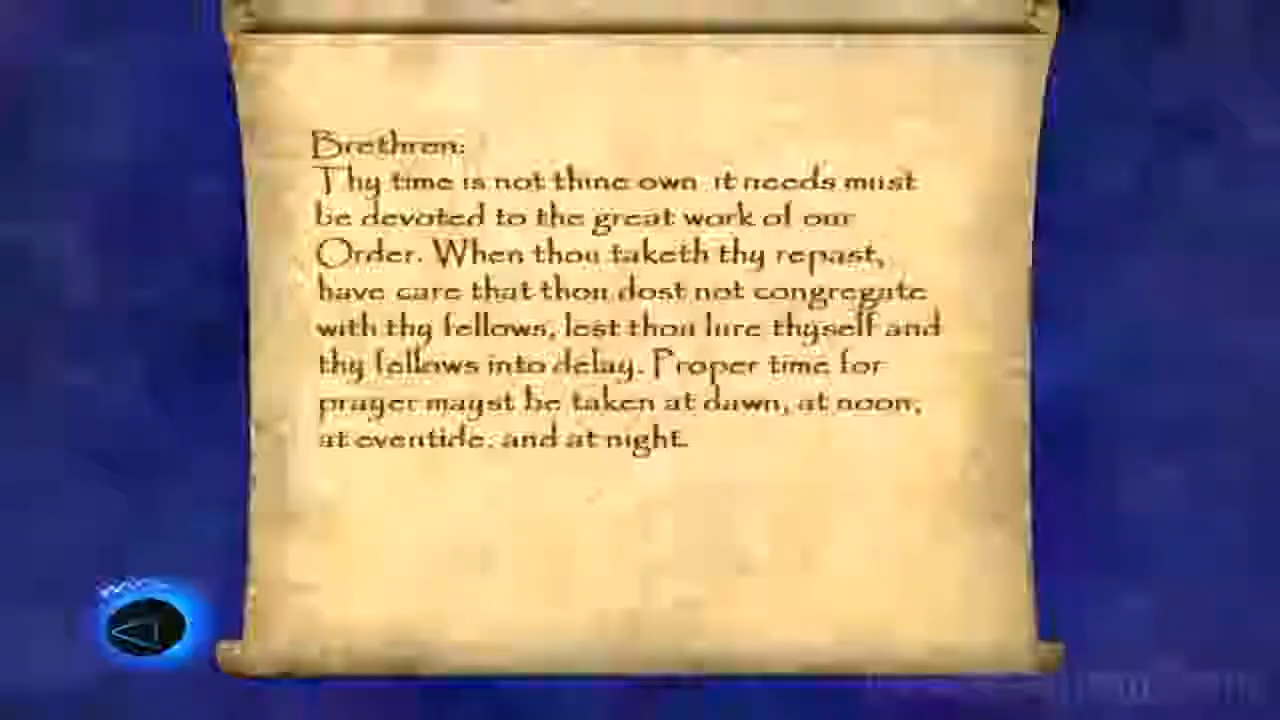 Brethren:
Thy time is not thine own it needs must
be devoted to the great work of our
Order. When thou taketh thy repast,
have care that thou dost not congregate
with thy fellows, lest thou lure thyself and
thy fellows into delay. Proper time for
prayer mayst be taken at dawn, at noon,
at eventide, and at night.